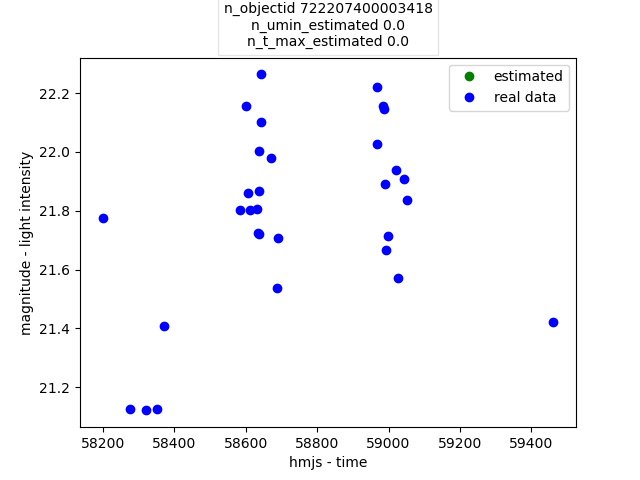 n_objectid 722207400003418
n_umin_estimated 0.0
n_t_max_estimated 0.0
estimated
real data
22.2
22.0
21.8
21.6
21.4
21.2
magnitude - light intensity
58200 58400 58600 58800 59000 59200 59400
hmjs - time